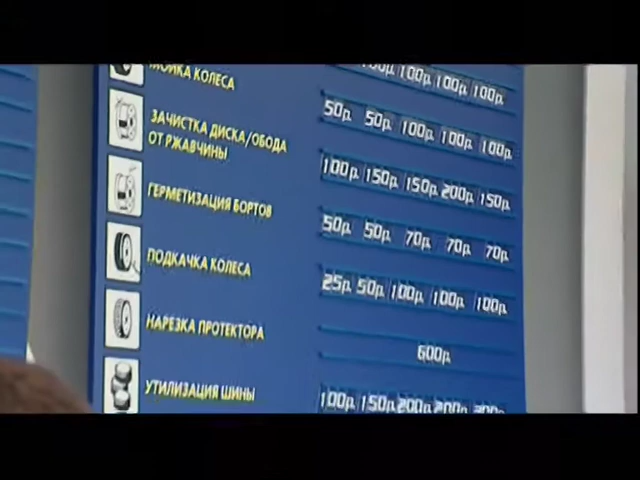 МОЙКА КОЛЕСА 100р. 100р. 100р. 100р.
ЗАЧИСТКА ДИСКА/ОБОДА
ОТ РЖАВЧИНЫ
50р. 50р. 100р. 100р. 100р.
ГЕРМЕТИЗАЦИЯ БОРТОВ 100р. 150р. 150р. 200р. 150р.
ПОДКАЧКА КОЛЕСА 50р. 50р. 70р. 70р. 70р.
НАРЕЗКА ПРОТЕКТОРА 25р. 50р. 100р. 100р. 100р.
600р.
УТИЛИЗАЦИЯ ШИНЫ 100р. 150р. 200р. 200р. 200р.